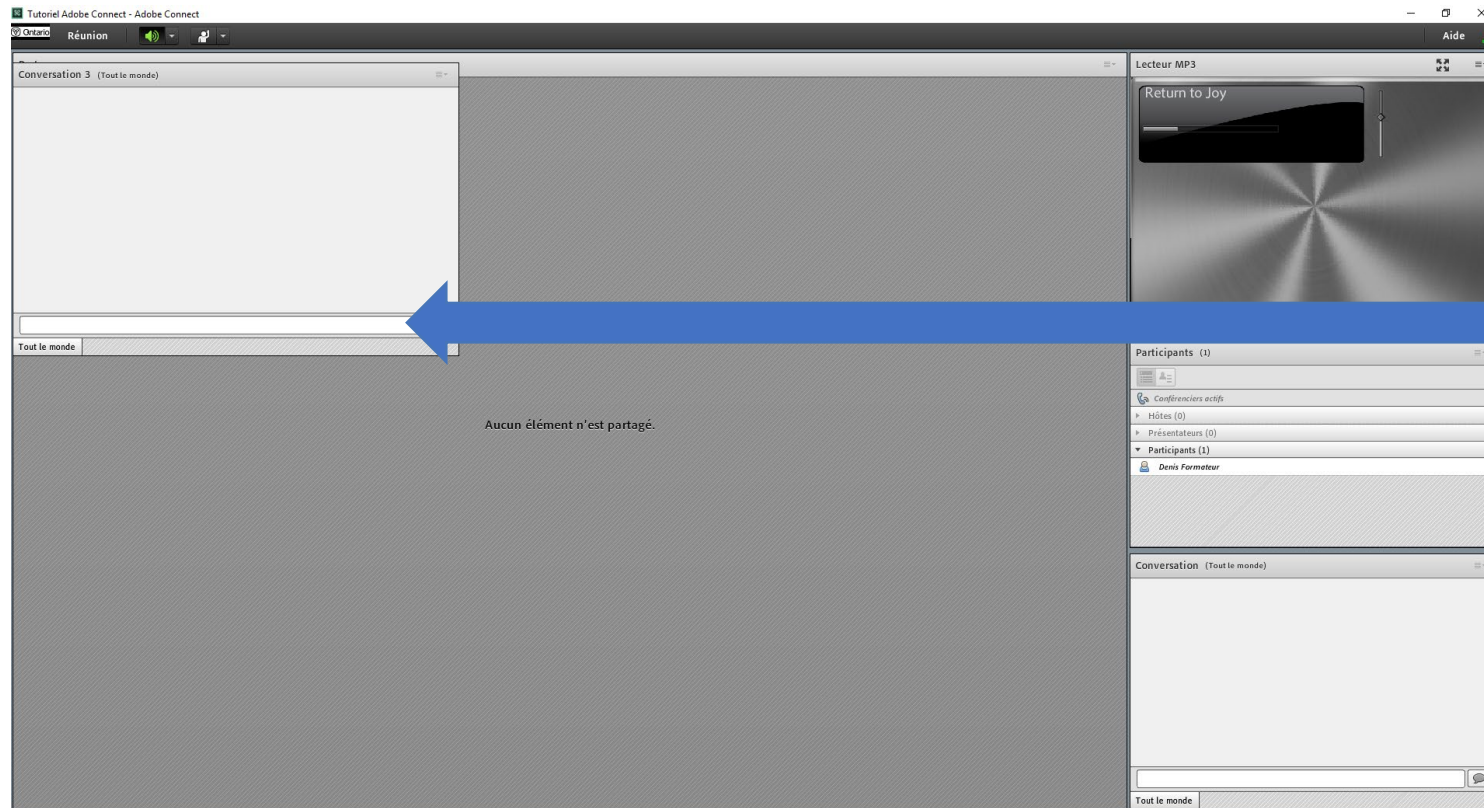 Tutoriel Adobe Connect - Adobe Connect
Ontario Réunion Aide
Conversation 3 (Tout le monde)
Tout le monde
Aucun élément n'est partagé.
Lecteur MP3
Return to Joy
Participants (1)
Conférenciers actifs
Hôtes (0)
Présentateurs (0)
Participants (1)
Denis Formateur
Conversation (Tout le monde)
Tout le monde